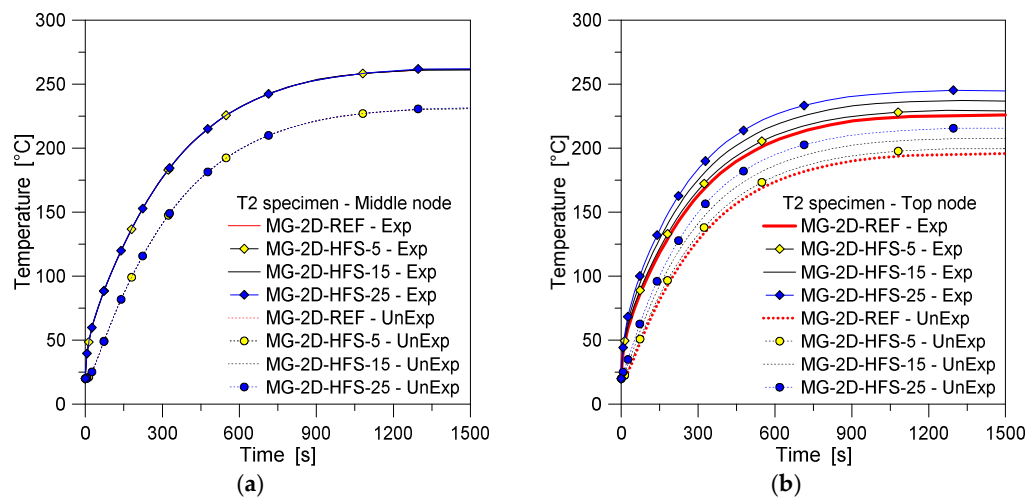 300
250
200
150
100
50
0
Temperature [°C]
T2 specimen - Middle node
MG-2D-REF - Exp
MG-2D-HFS-5 - Exp
MG-2D-HFS-15 - Exp
MG-2D-HFS-25 - Exp
MG-2D-REF - UnExp
MG-2D-HFS-5 - UnExp
MG-2D-HFS-15 - UnExp
MG-2D-HFS-25 - UnExp
0 300 600 900 1200 1500
Time [s]
(a)
300
250
200
150
100
50
0
Temperature [°C]
T2 specimen - Top node
MG-2D-REF - Exp
MG-2D-HFS-5 - Exp
MG-2D-HFS-15 - Exp
MG-2D-HFS-25 - Exp
MG-2D-REF - UnExp
MG-2D-HFS-5 - UnExp
MG-2D-HFS-15 - UnExp
MG-2D-HFS-25 - UnExp
0 300 600 900 1200 1500
Time [s]
(b)